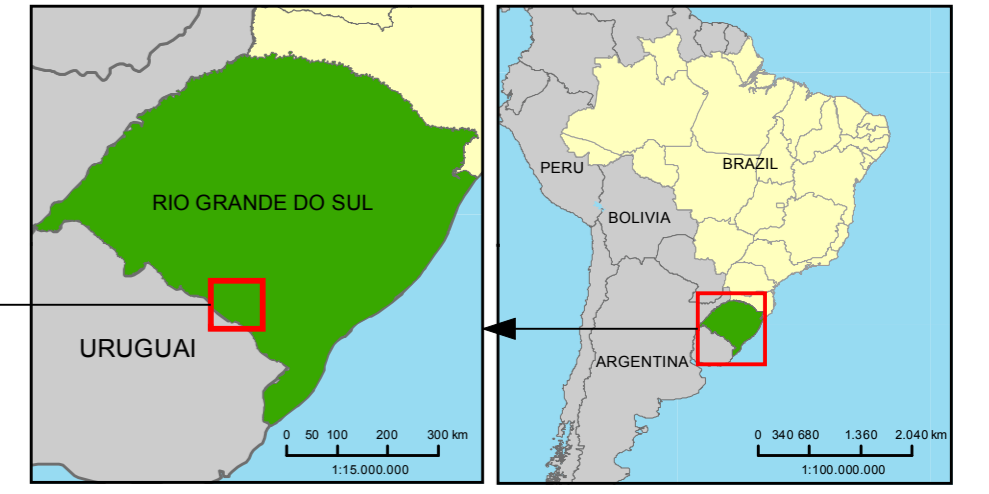 RIO GRANDE DO SUL
URUGUAI
0 50 100 200 300 km
1:15.000.000
BRAZIL
PERU
BOLIVIA
ARGENTINA
0 340 680 1.360 2.040 km
1:100.000.000